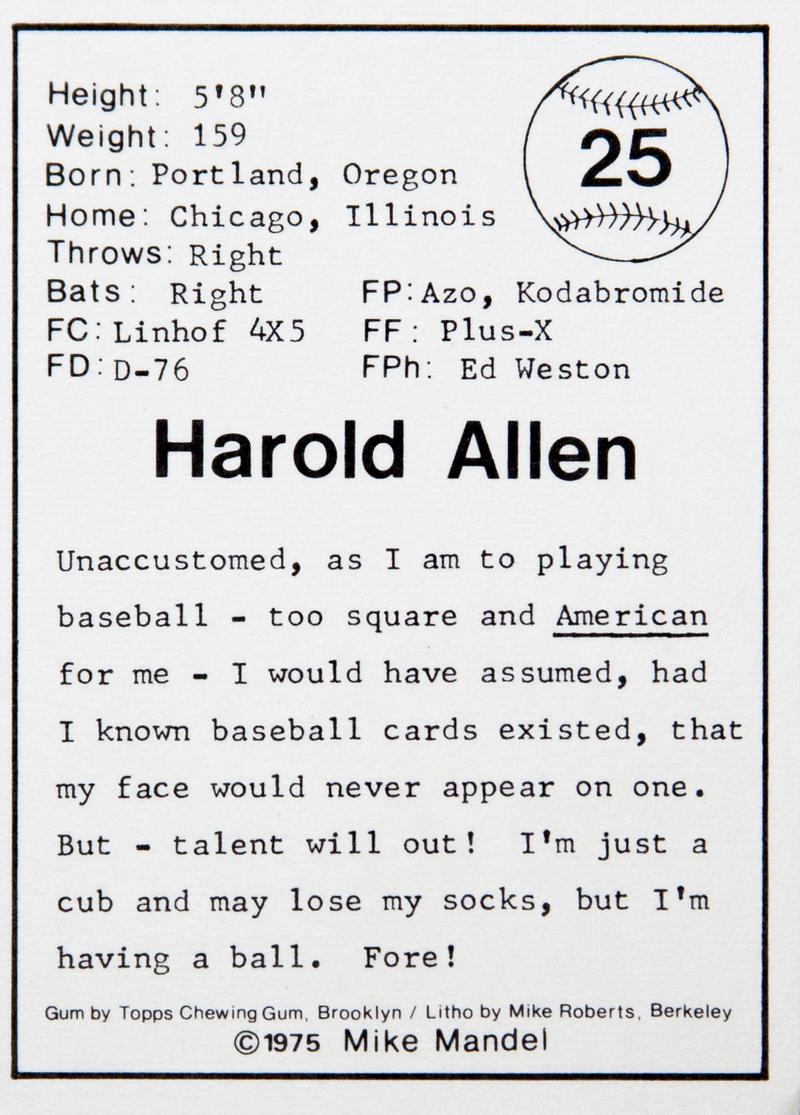 Height: 5'8"
Weight: 159
25
Born: Portland, Oregon
Home: Chicago, Illinois
Throws: Right
Bats: Right FP: Azo, Kodabromide
FC: Linhof 4X5 FF: Plus-X
FD: D-76 FPh: Ed Weston
Harold Allen
Unaccustomed, as I am to playing
baseball - too square and American
for me - I would have assumed, had
I known baseball cards existed, that
my face would never appear on one.
But - talent will out! I'm just a
cub and may lose my socks, but I'm
having a ball. Fore!
Gum by Topps Chewing Gum, Brooklyn / Litho by Mike Roberts, Berkeley
©1975 Mike Mandel